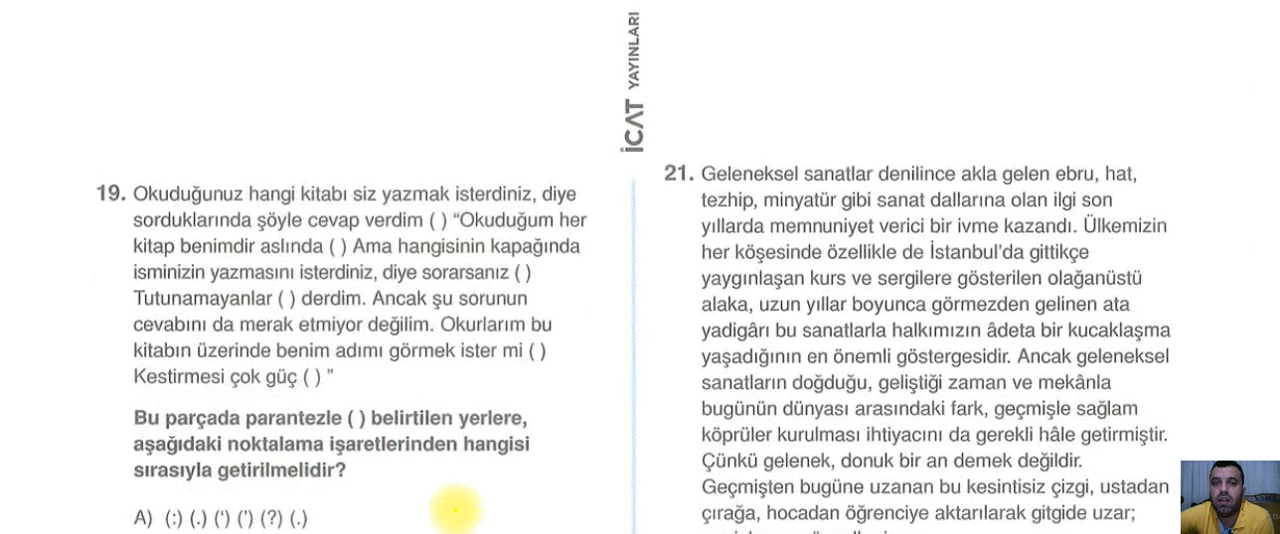 İCAT YAYINLARI
19. Okuduğunuz hangi kitabı siz yazmak isterdiniz, diye
sorduklarında şöyle cevap verdim ( ) “Okuduğum her
kitap benimdir aslında ( ) Ama hangisinin kapağında
isminizin yazmasını isterdiniz, diye sorarsanız ( )
Tutunamayanlar ( ) derdim. Ancak şu sorunun
cevabını da merak etmiyor değilim. Okurlarım bu
kitabın üzerinde benim adımı görmek ister mi ( )
Kestirmesi çok güç ( ) ”
Bu parçada parantezle ( ) belirtilen yerlere,
aşağıdaki noktalama işaretlerinden hangisi
sırasıyla getirilmelidir?
A) (:) (.) (‘) (’) (?) (.)
21. Geleneksel sanatlar denilince akla gelen ebru, hat,
tezhip, minyatür gibi sanat dallarına olan ilgi son
yıllarda memnuniyet verici bir ivme kazandı. Ülkemizin
her köşesinde özellikle de İstanbul’da gittikçe
yaygınlaşan kurs ve sergilere gösterilen olağanüstü
alaka, uzun yıllar boyunca görmezden gelinen ata
yadigârı bu sanatlarla halkımızın âdeta bir kucaklaşma
yaşadığının en önemli göstergesidir. Ancak geleneksel
sanatların doğduğu, geliştiği zaman ve mekânla
bugünün dünyası arasındaki fark, geçmişle sağlam
köprüler kurulması ihtiyacını da gerekli hâle getirmiştir.
Çünkü gelenek, donuk bir an demek değildir.
Geçmişten bugüne uzanan bu kesintisiz çizgi, ustadan
çırağa, hocadan öğrenciye aktarılarak gitgide uzar;